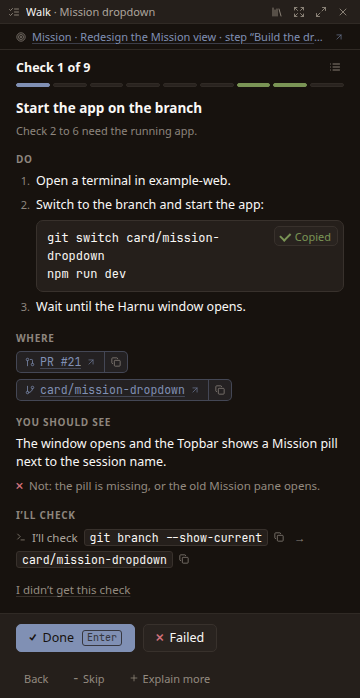 Walk · Mission dropdown
Mission · Redesign the Mission view · step “Build the dr... ↗
Check 1 of 9
Start the app on the branch
Check 2 to 6 need the running app.
DO
1. Open a terminal in example-web.
2. Switch to the branch and start the app:
git switch card/mission-
dropdown
npm run dev
Copied
3. Wait until the Harnu window opens.
WHERE
PR #21 ↗
card/mission-dropdown ↗
YOU SHOULD SEE
The window opens and the Topbar shows a Mission pill
next to the session name.
× Not: the pill is missing, or the old Mission pane opens.
I'LL CHECK
I'll check git branch --show-current →
card/mission-dropdown
I didn't get this check
Done Enter
Failed
Back
Skip
Explain more